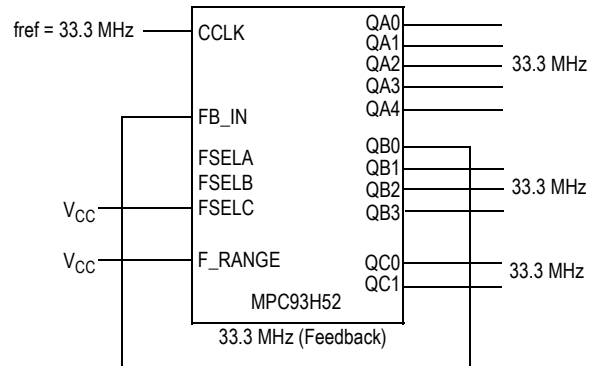 fref = 33.3 MHz
CCLK
QA0
QA1
QA2
QA3
QA4
33.3 MHz
FB_IN
QB0
QB1
QB2
QB3
33.3 MHz
FSELA
FSELB
VCC
FSELC
VCC
F_RANGE
QC0
QC1
33.3 MHz
MPC93H52
33.3 MHz (Feedback)